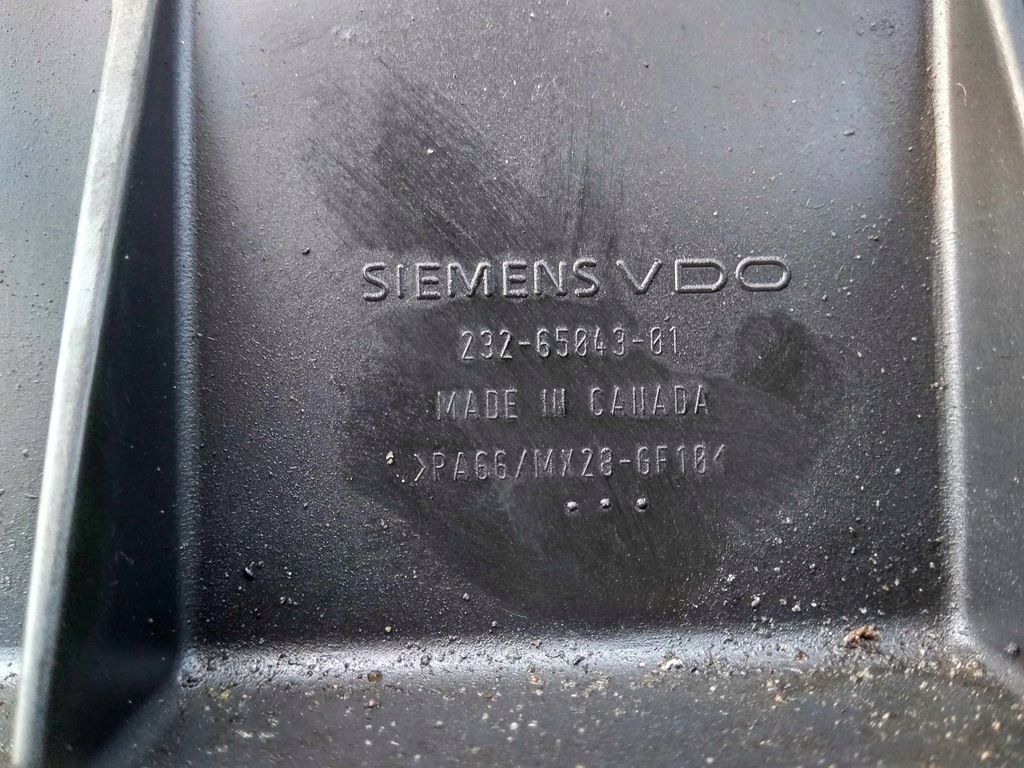 SIEMENS VDO
232-65043-01
MADE IN CANADA
>PA66/MX28-GF10<